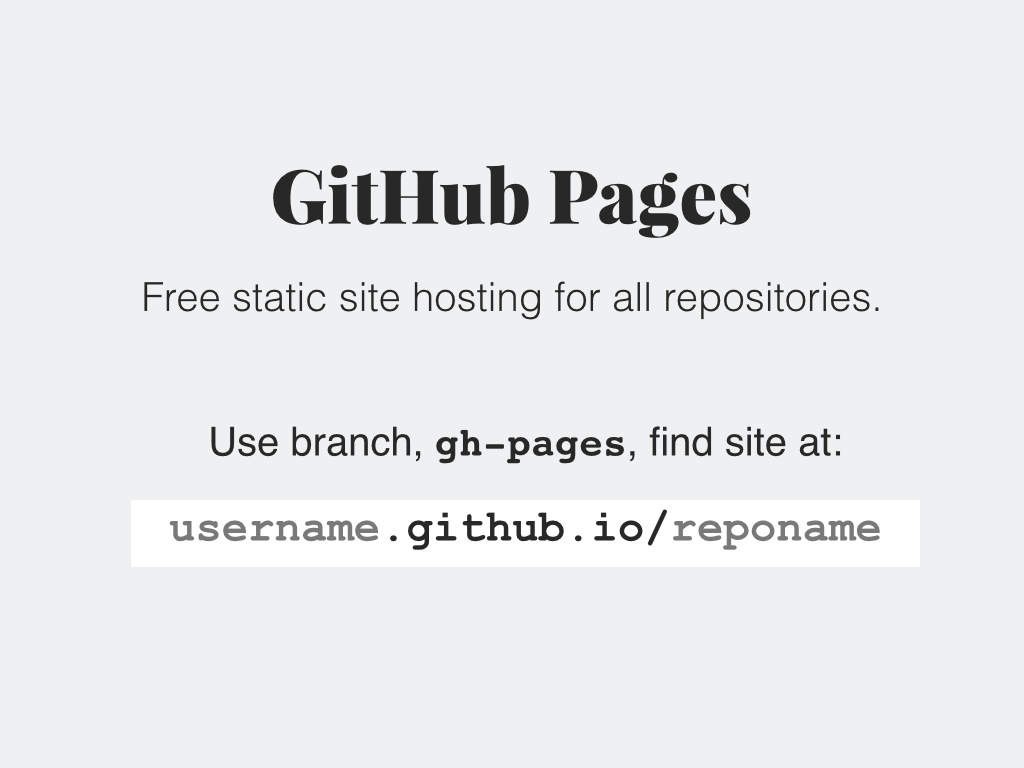 GitHub Pages
Free static site hosting for all repositories.
Use branch, gh-pages, find site at:
username.github.io/reponame